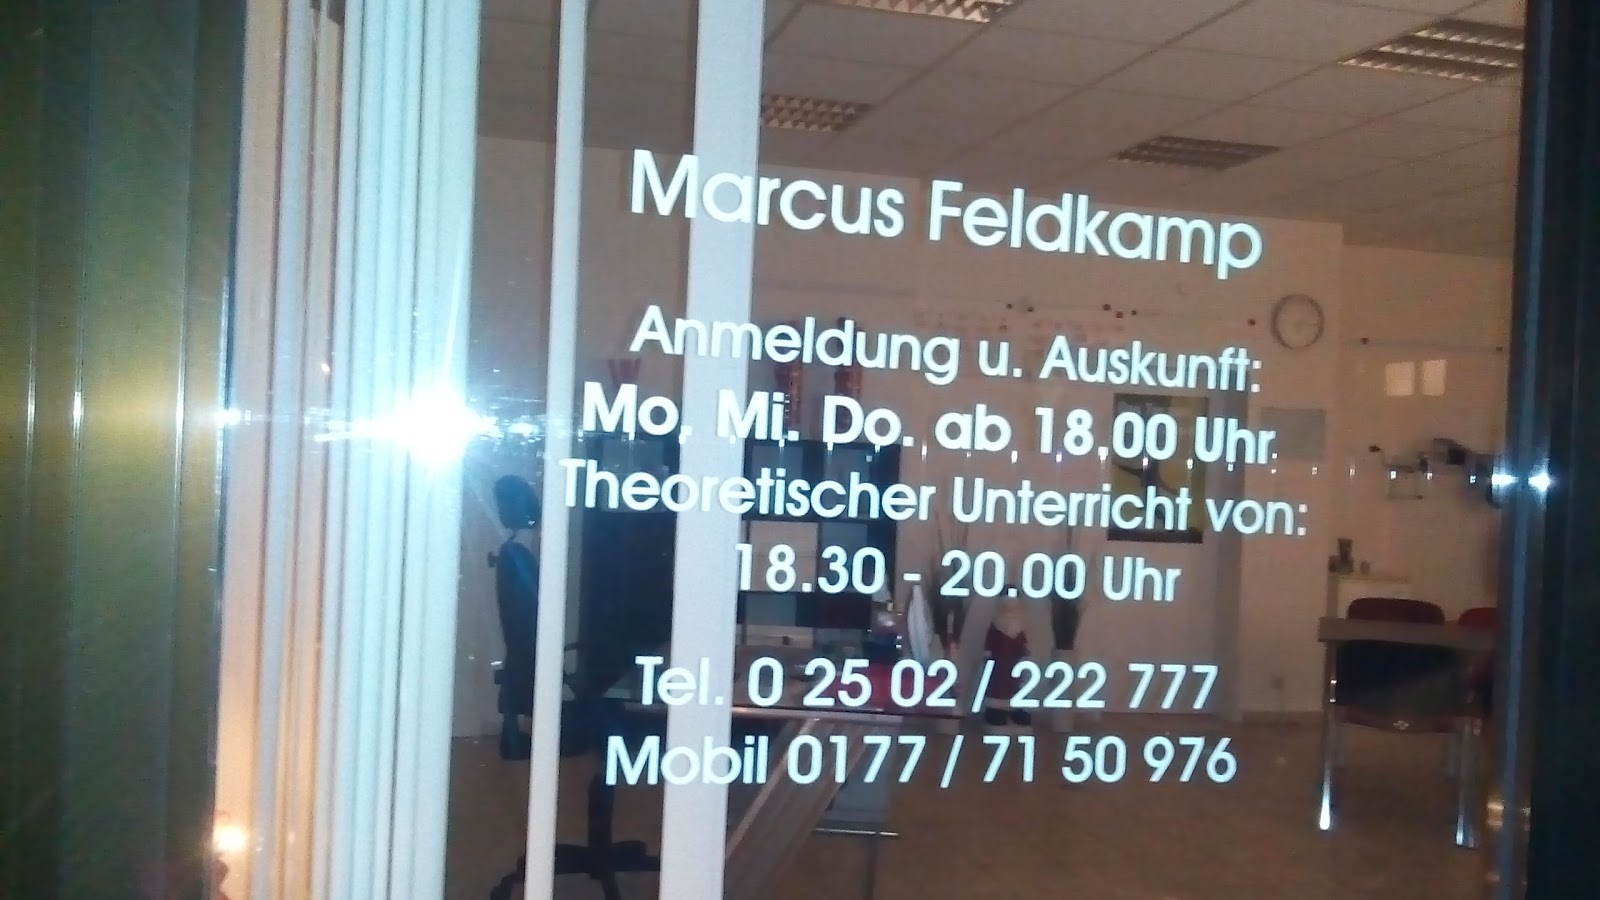 Marcus Feldkamp
Anmeldung u. Auskunft:
Mo, Mi. Do. ab 18.00 Uhr
Theoretischer Unterricht von:
18.30 - 20.00 Uhr
Tel. 0 25 02 / 222 777
Mobil 0177 / 71 50 976